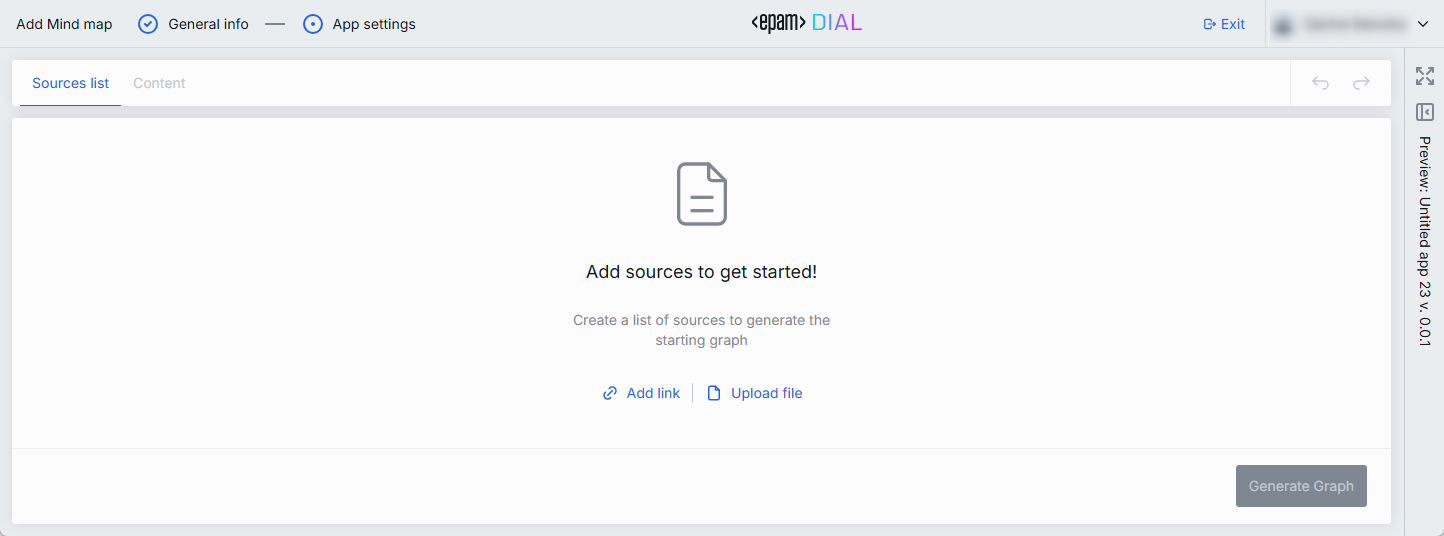 Add Mind map General info App settings <epam> DIAL Exit
Sources list Content
Add sources to get started!
Create a list of sources to generate the
starting graph
Add link Upload file
Generate Graph
Preview: Untitled app 23 v. 0.0.1